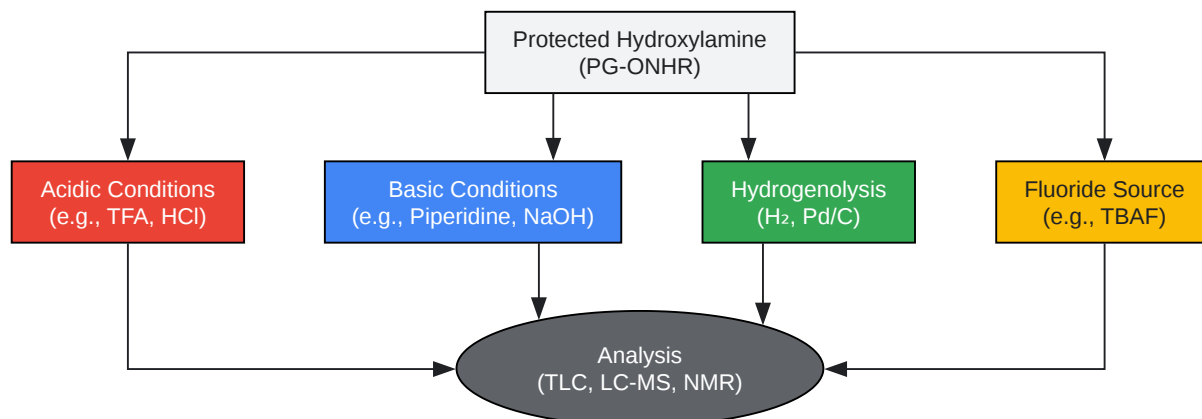 Protected Hydroxylamine
(PG-ONHR)
Acidic Conditions
(e.g., TFA, HCl)
Basic Conditions
(e.g., Piperidine, NaOH)
Hydrogenolysis
(H₂, Pd/C)
Fluoride Source
(e.g., TBAF)
Analysis
(TLC, LC-MS, NMR)